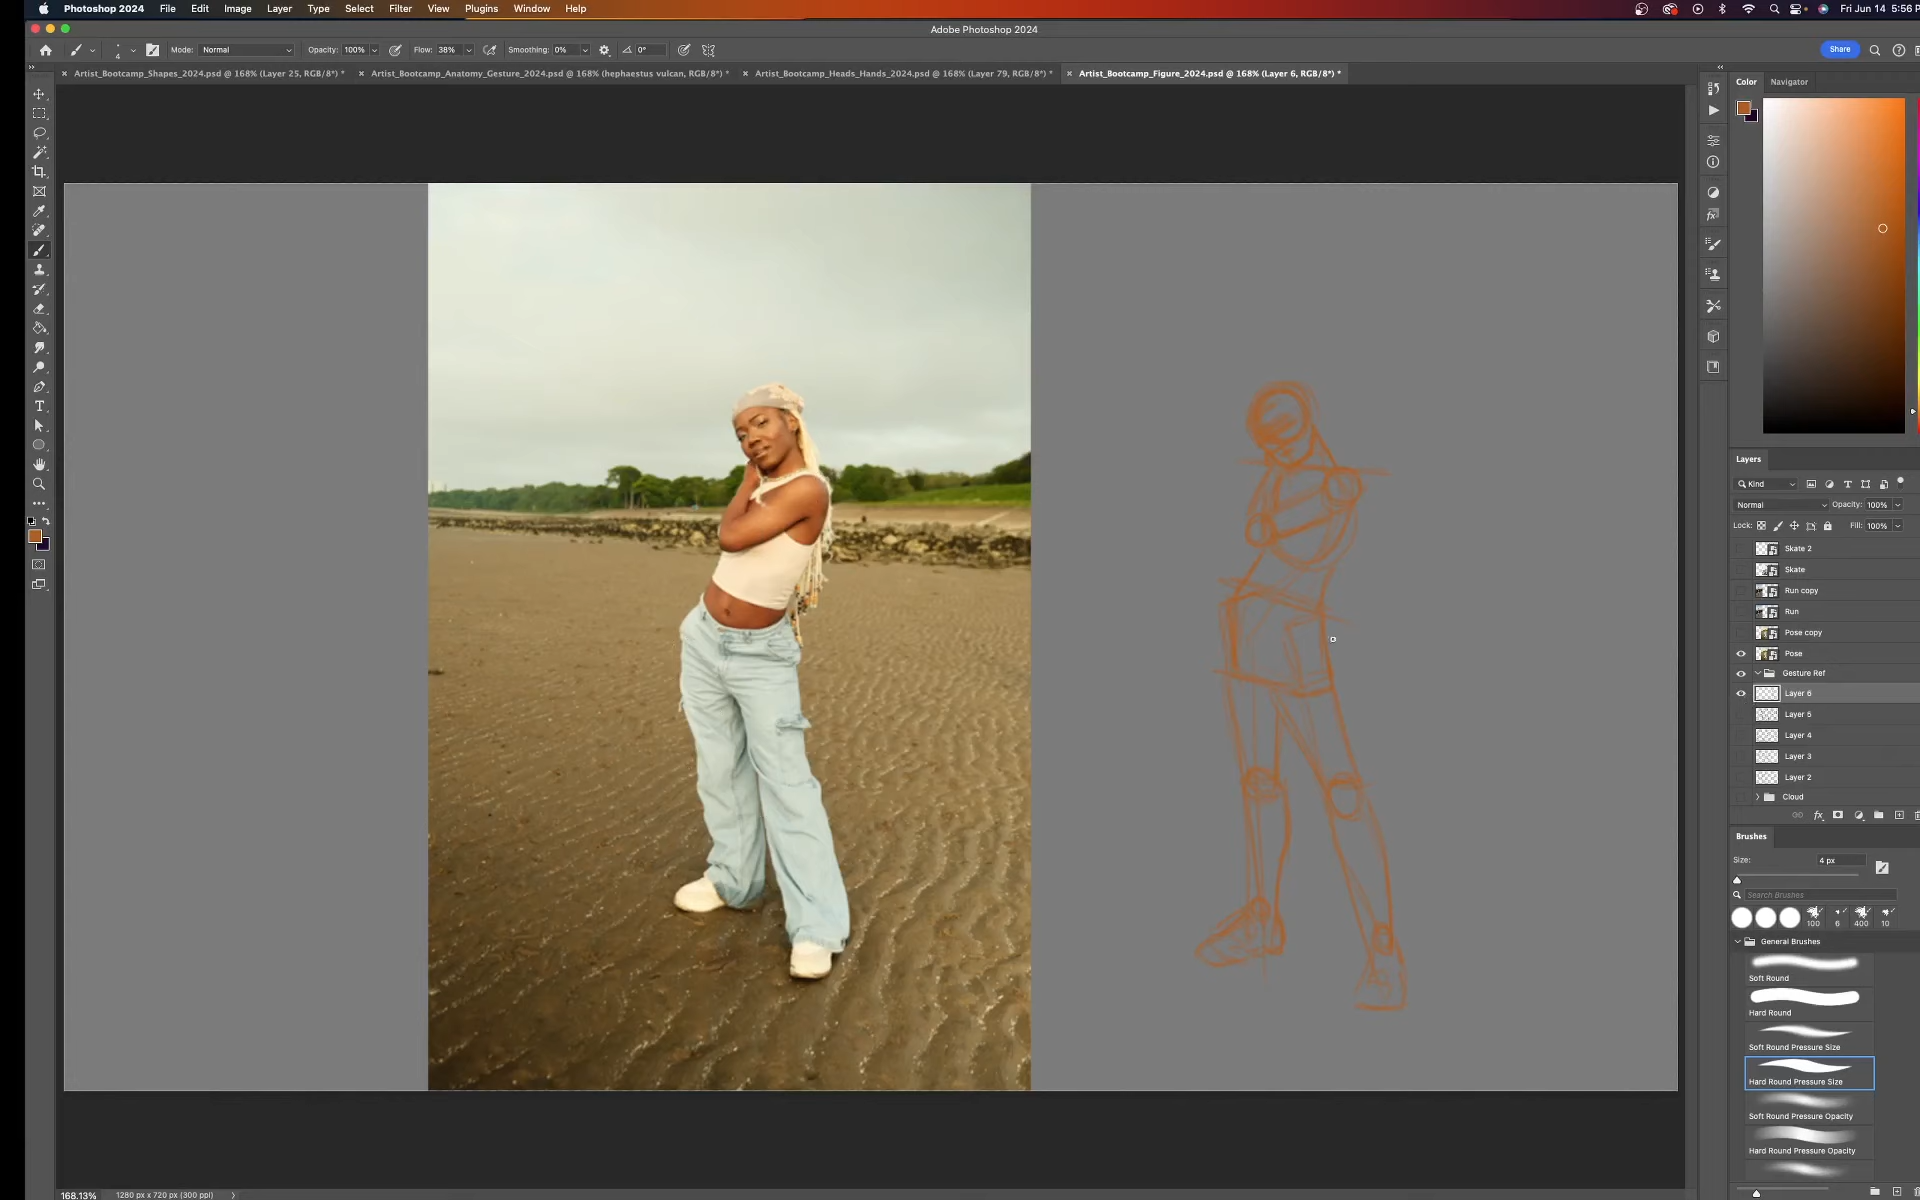 Photoshop 2024 File Edit Image Layer Type Select Filter View Plugins Window Help Fri Jun 14 5:56 P
Adobe Photoshop 2024
Mode: Normal Opacity: 100% Flow: 38% Smoothing: 0% 0° Share
4
Artist_Bootcamp_Shapes_2024.psd @ 168% (Layer 25, RGB/8*) * Artist_Bootcamp_Anatomy_Gesture_2024.psd @ 168% (hephaestus vulcan, RGB/8*) * Artist_Bootcamp_Heads_Hands_2024.psd @ 168% (Layer 79, RGB/8*) * Artist_Bootcamp_Figure_2024.psd @ 168% (Layer 6, RGB/8*) *
Color Navigator
Layers
Kind
Normal Opacity: 100%
Lock: Fill: 100%
Skate 2
Skate
Run copy
Run
Pose copy
Pose
Gesture Ref
Layer 6
Layer 5
Layer 4
Layer 3
Layer 2
Cloud
Brushes
Size: 4 px
Search Brushes
100 6 400 10
General Brushes
Soft Round
Hard Round
Soft Round Pressure Size
Hard Round Pressure Size
Soft Round Pressure Opacity
Hard Round Pressure Opacity
168.13% 1280 px x 720 px (300 ppi)